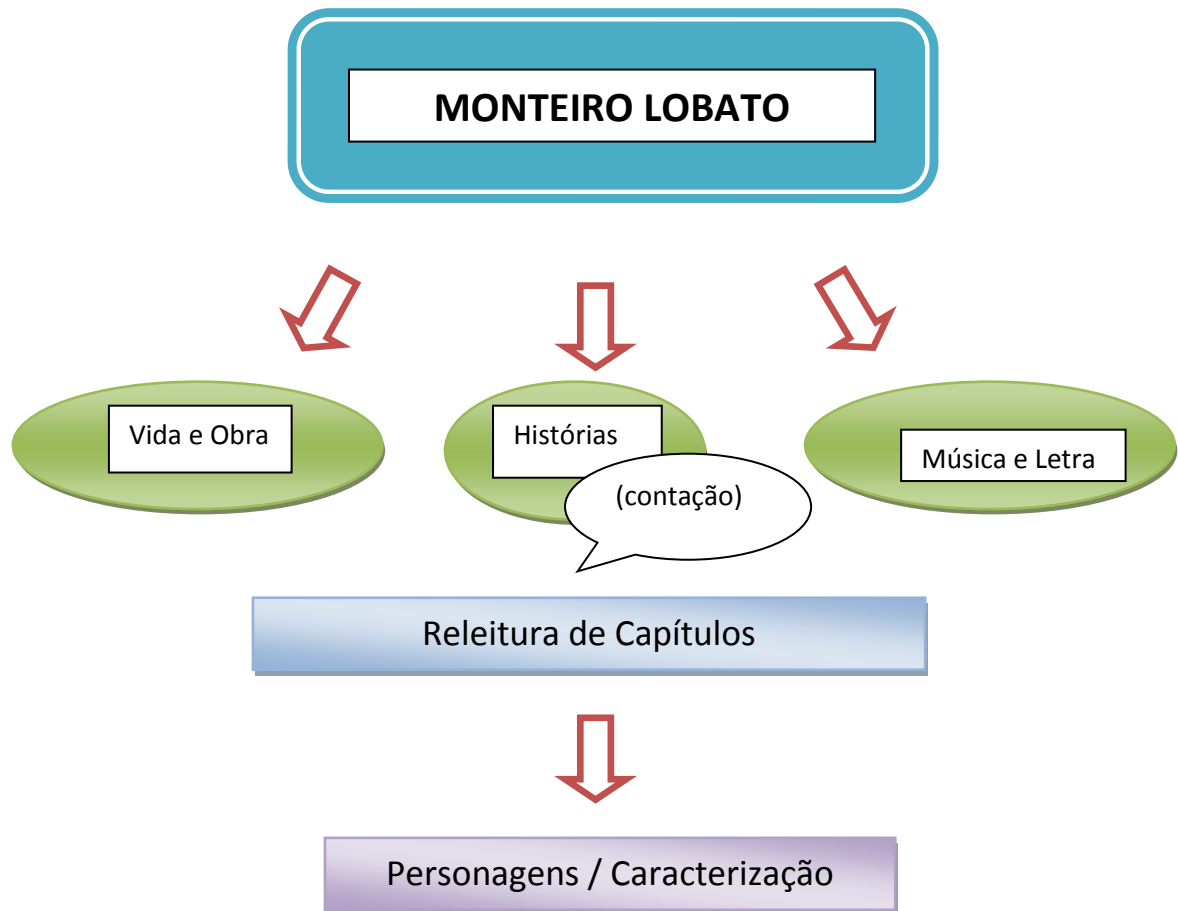 MONTEIRO LOBATO
Vida e Obra
Histórias
(contação)
Música e Letra
Releitura de Capítulos
Personagens / Caracterização